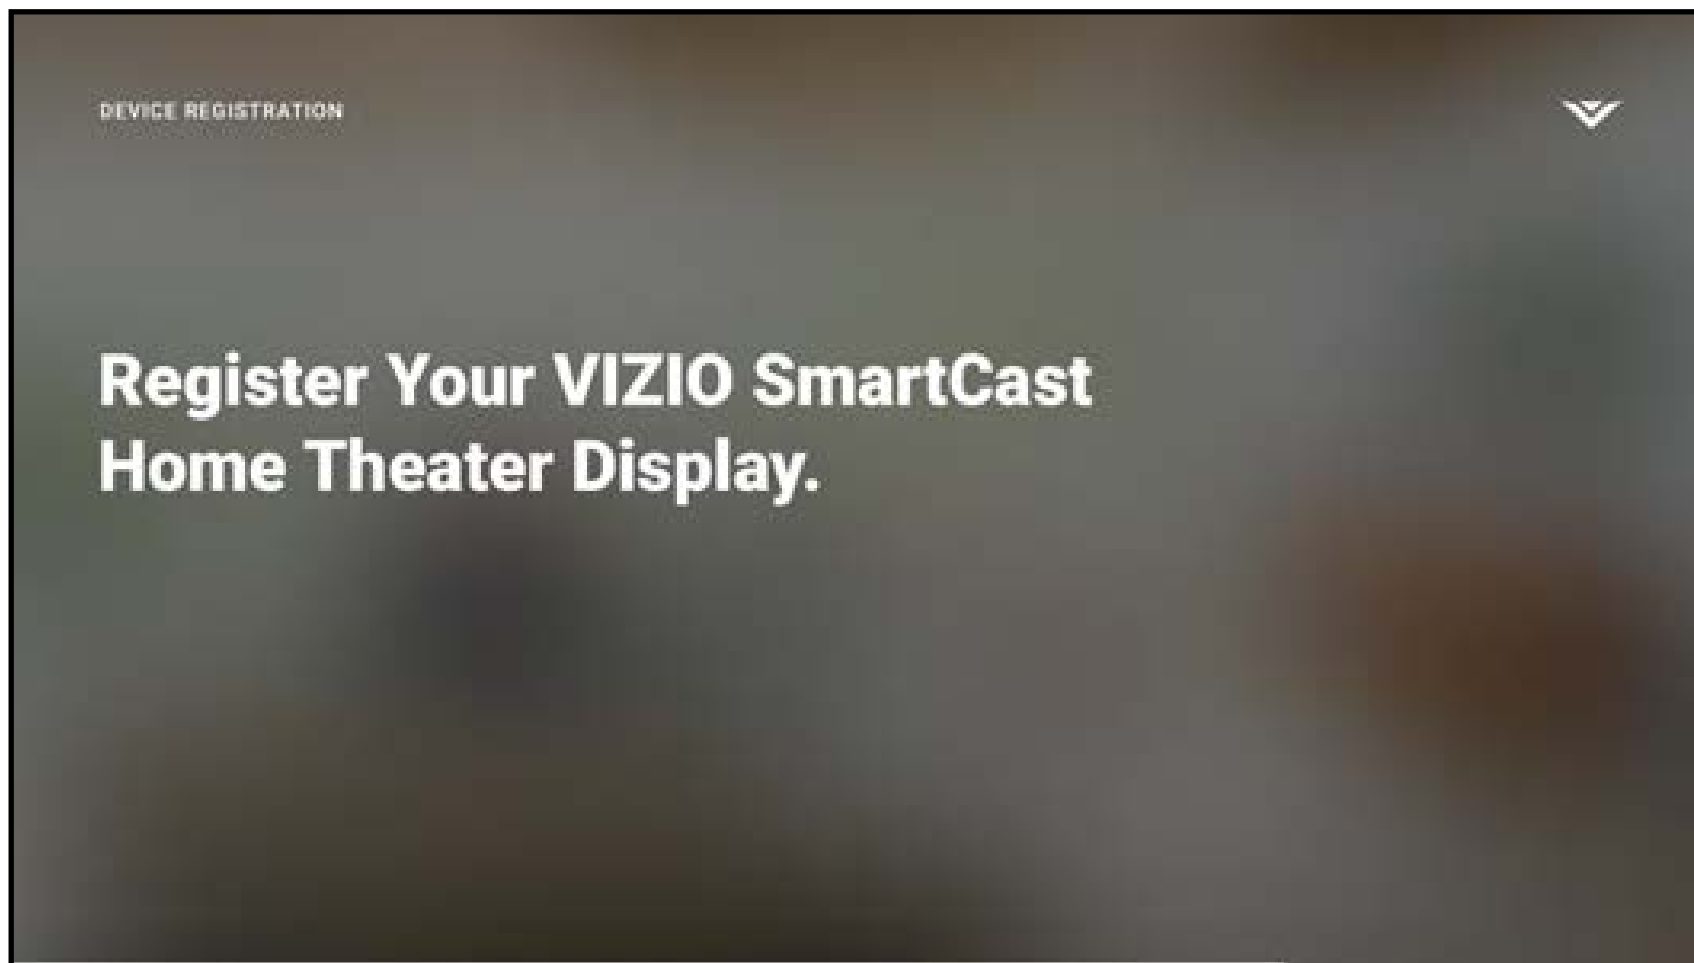 DEVICE REGISTRATION
Register Your VIZIO SmartCast
Home Theater Display.